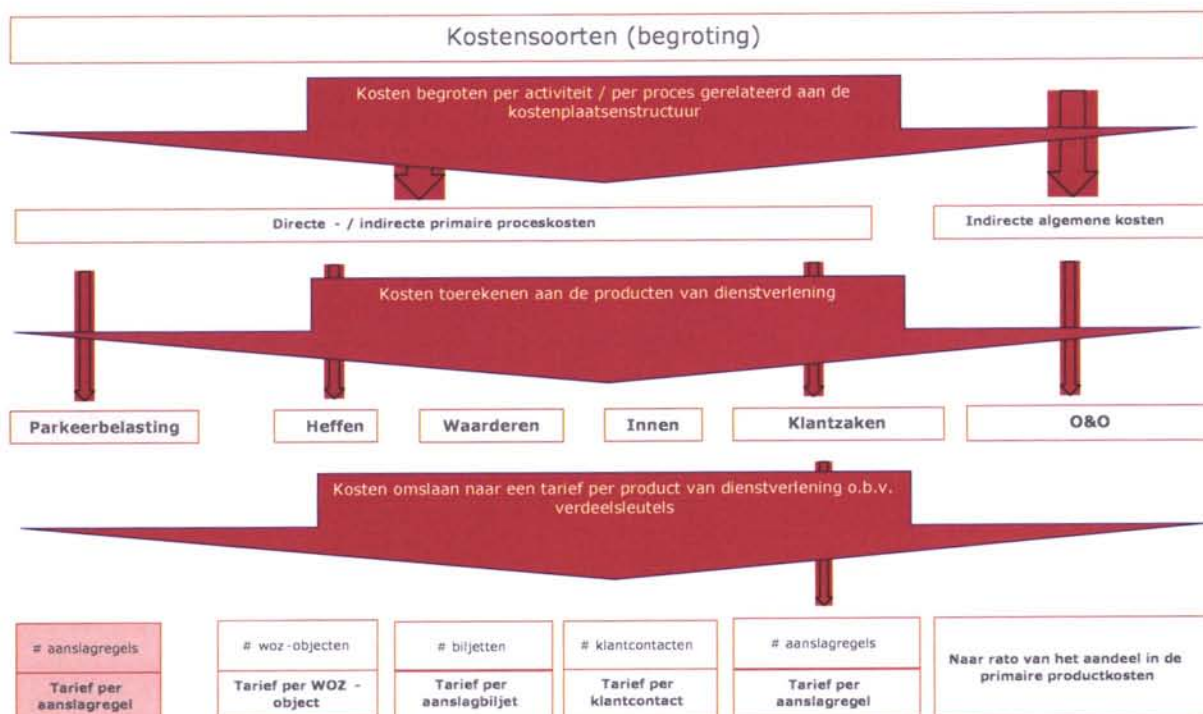 Kostensoorten (begroting)
Kosten begroten per activiteit / per proces gerelateerd aan de
kostenplaatsenstructuur
Directe - / indirecte primaire proceskosten
Indirecte algemene kosten
Kosten toerekenen aan de producten van dienstverlening
Parkeerbelasting
Heffen
Waarderen
Innen
Klantzaken
O&O
Kosten omslaan naar een tarief per product van dienstverlening o.b.v.
verdeelsleutels
# aanslagregels
Tarief per
aanslagregel
# woz-objecten
Tarief per WOZ -
object
# biljetten
Tarief per
aanslagbiljet
# klantcontacten
Tarief per
klantcontact
# aanslagregels
Tarief per
aanslagregel
Naar rato van het aandeel in de
primaire productkosten